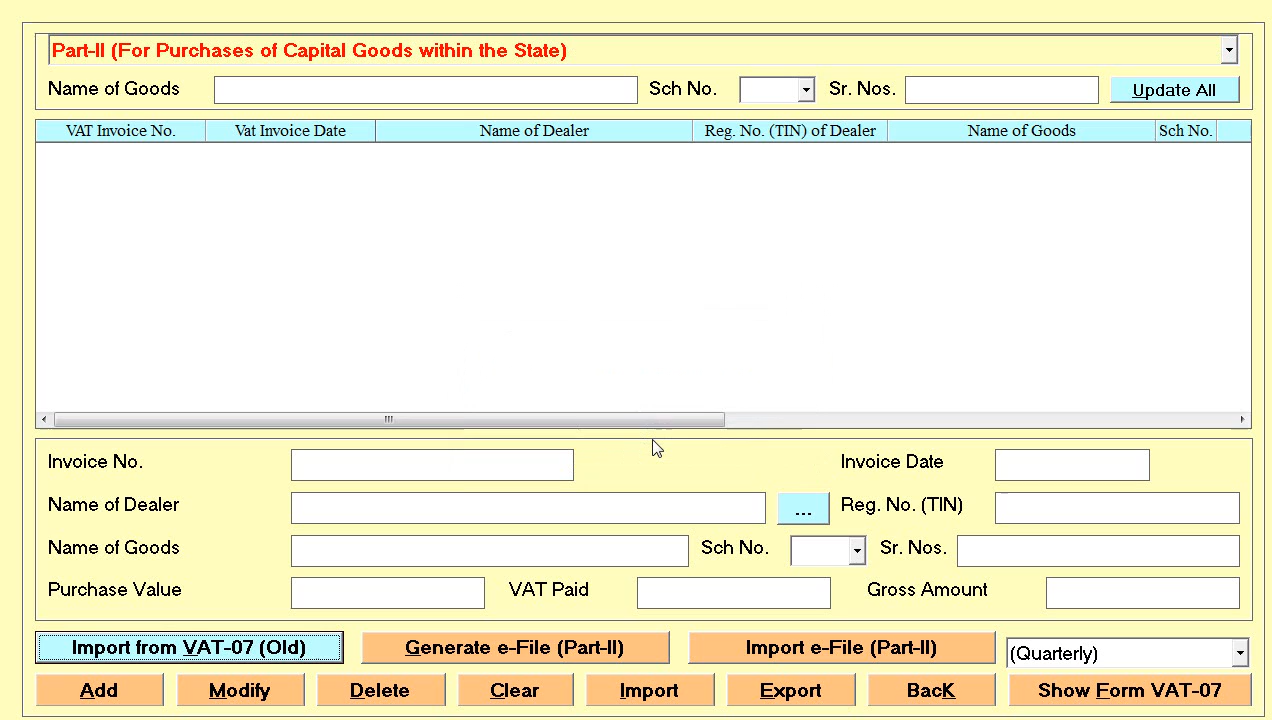 Part-II (For Purchases of Capital Goods within the State)
Name of Goods Sch No. Sr. Nos. Update All
VAT Invoice No. Vat Invoice Date Name of Dealer Reg. No. (TIN) of Dealer Name of Goods Sch No.
Invoice No. Invoice Date
Name of Dealer ... Reg. No. (TIN)
Name of Goods Sch No. Sr. Nos.
Purchase Value VAT Paid Gross Amount
Import from VAT-07 (Old) Generate e-File (Part-II) Import e-File (Part-II) (Quarterly)
Add Modify Delete Clear Import Export BacK Show Form VAT-07